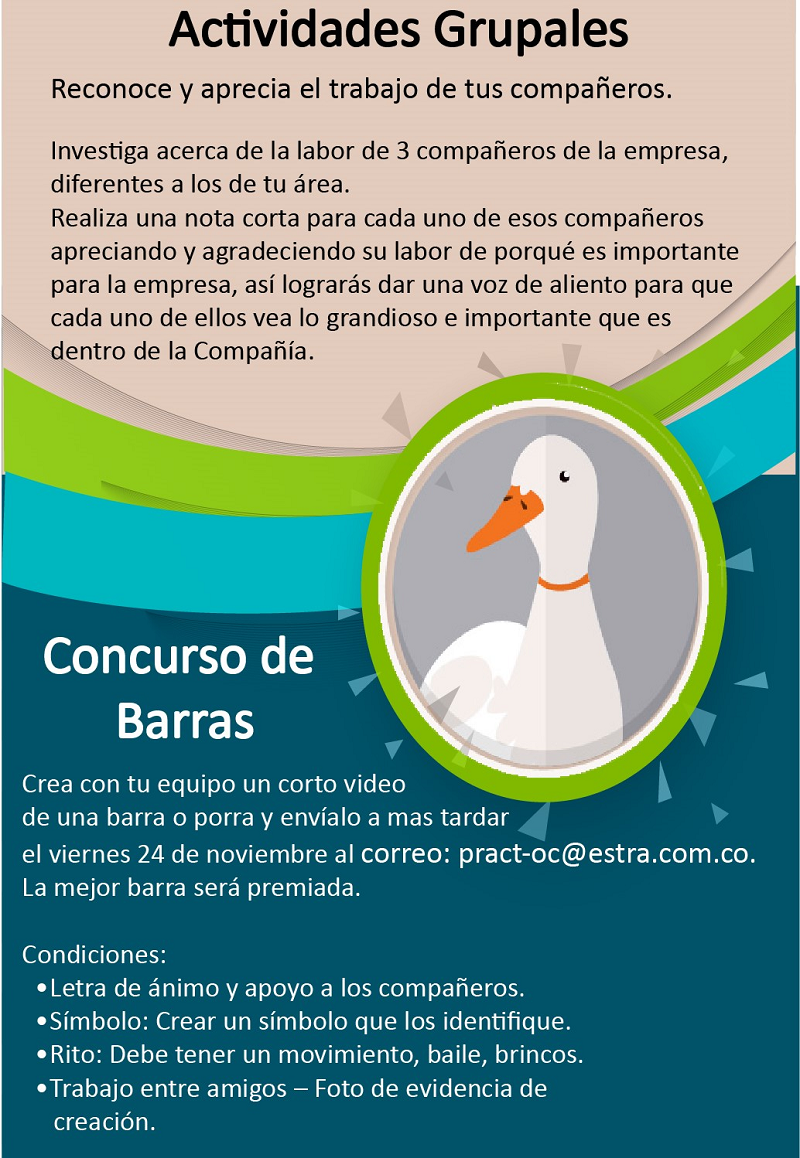 Actividades Grupales
Reconoce y aprecia el trabajo de tus compañeros.
Investiga acerca de la labor de 3 compañeros de la empresa,
diferentes a los de tu área.
Realiza una nota corta para cada uno de esos compañeros
apreciando y agradeciendo su labor de porqué es importante
para la empresa, así lograrás dar una voz de aliento para que
cada uno de ellos vea lo grandioso e importante que es
dentro de la Compañía.
Concurso de
Barras
Crea con tu equipo un corto video
de una barra o porra y envíalo a mas tardar
el viernes 24 de noviembre al correo: pract-oc@estra.com.co.
La mejor barra será premiada.
Condiciones:
•Letra de ánimo y apoyo a los compañeros.
•Símbolo: Crear un símbolo que los identifique.
•Rito: Debe tener un movimiento, baile, brincos.
•Trabajo entre amigos – Foto de evidencia de
creación.